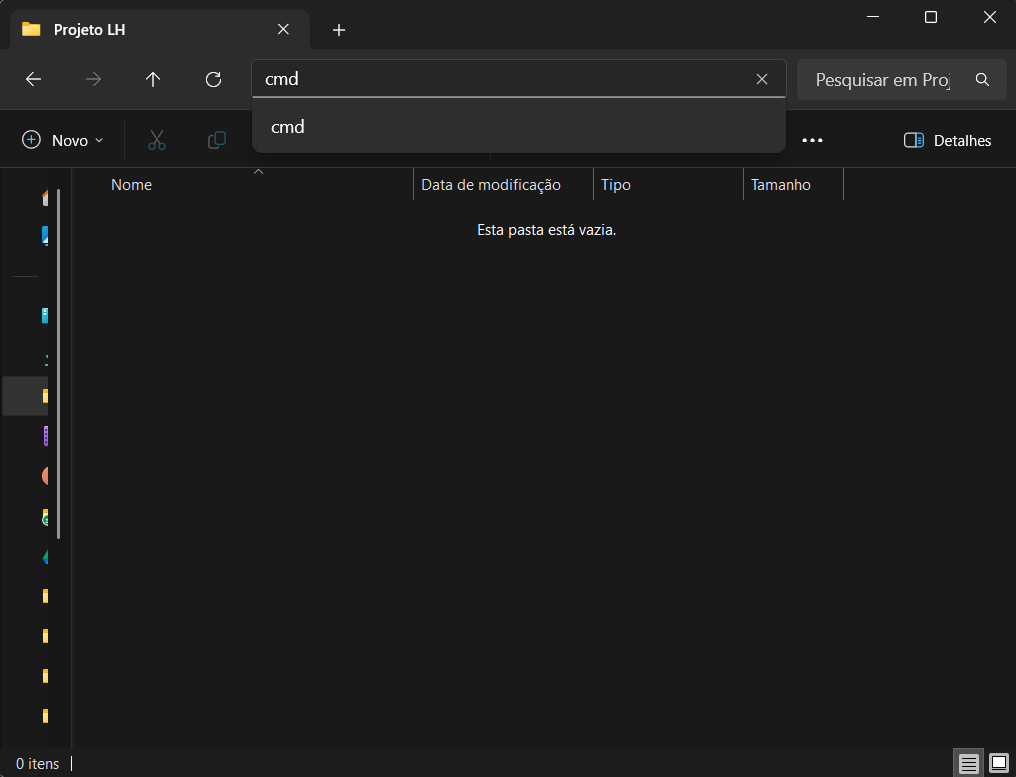 Projeto LH
cmd
Pesquisar em Proj
cmd
Novo
Detalhes
Nome
Data de modificação
Tipo
Tamanho
Esta pasta está vazia.
0 itens